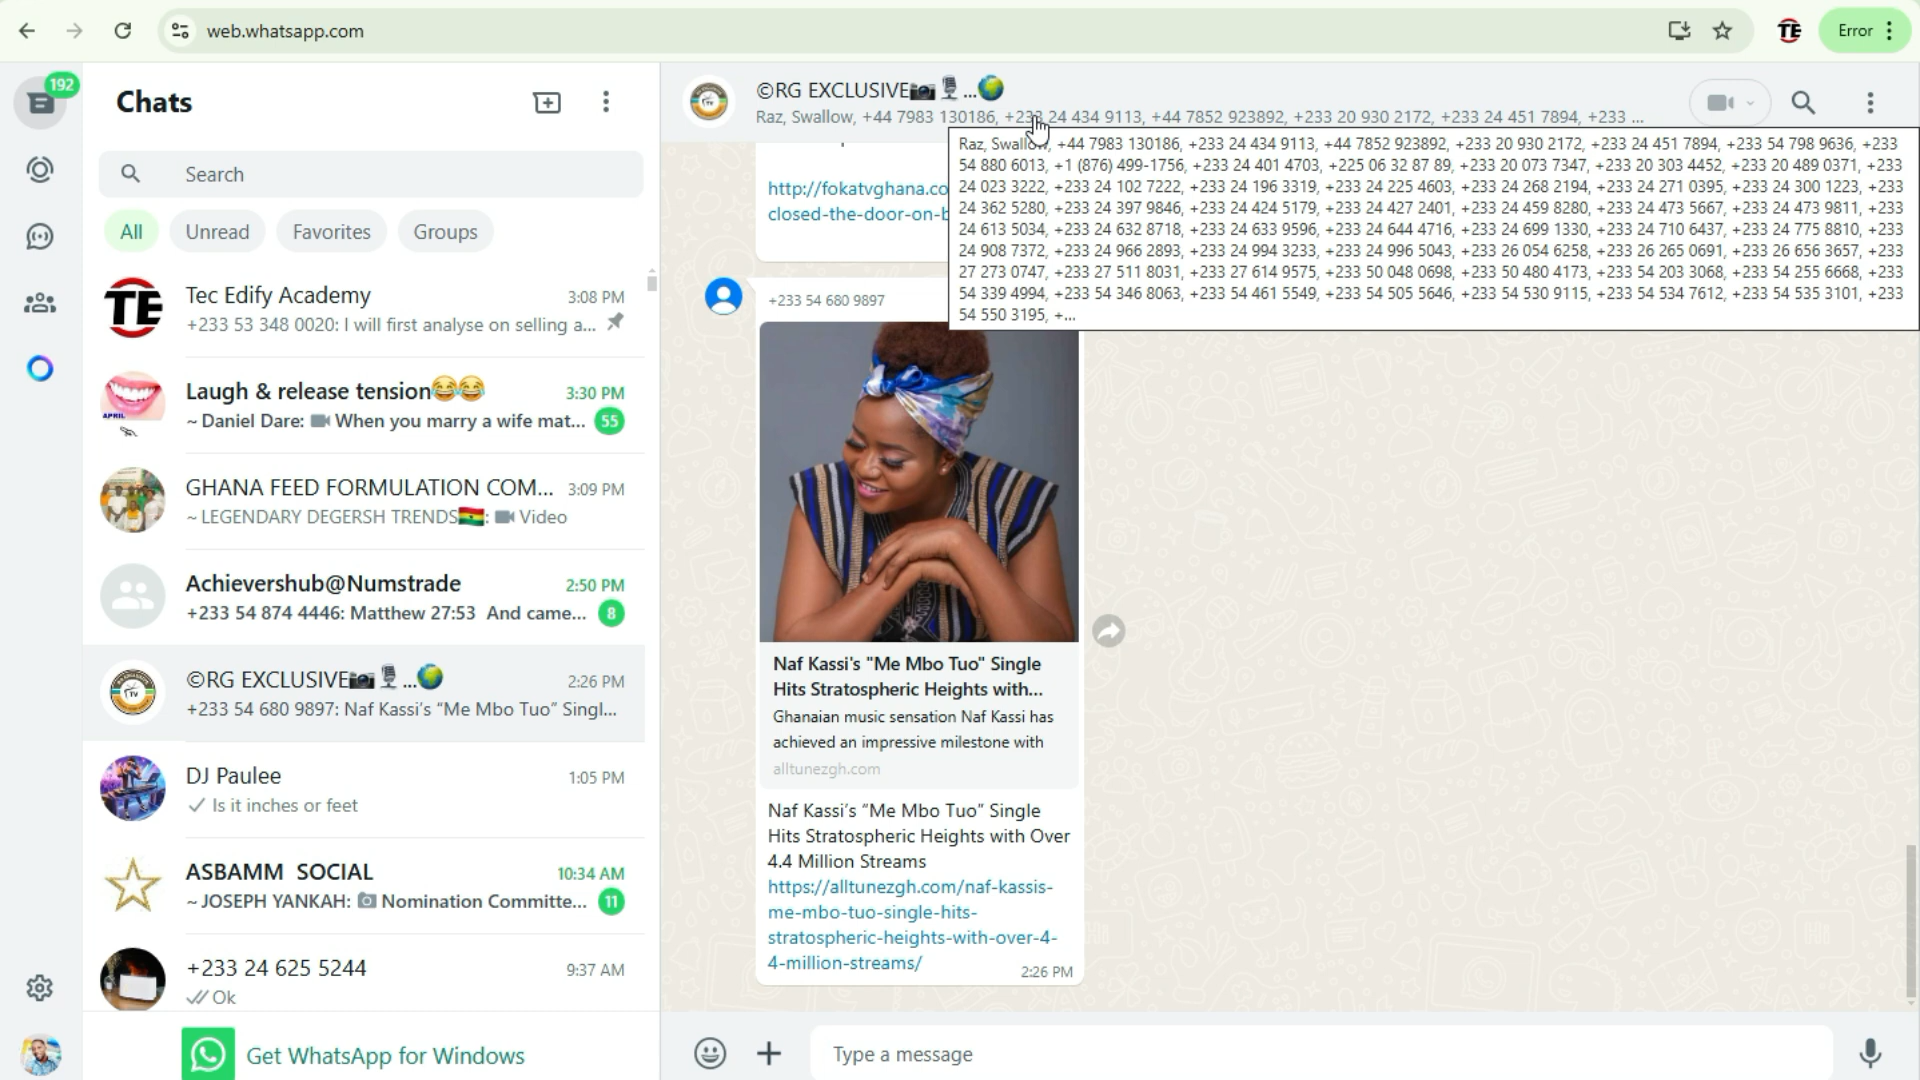 web.whatsapp.com
TE
Error
192
Chats
Search
All
Unread
Favorites
Groups
TE
Tec Edify Academy
3:08 PM
+233 53 348 0020: I will first analyse on selling a...
APRIL
Laugh & release tension😂😂
3:30 PM
~ Daniel Dare: When you marry a wife mat...
55
GHANA FEED FORMULATION COM...
3:09 PM
~ LEGENDARY DEGERSH TRENDS🇬🇭: Video
Achievershub@Numstrade
2:50 PM
+233 54 874 4446: Matthew 27:53 And came...
8
©RG EXCLUSIVE📷🎙...🌍
2:26 PM
+233 54 680 9897: Naf Kassi’s “Me Mbo Tuo” Singl...
DJ Paulee
1:05 PM
Is it inches or feet
ASBAMM SOCIAL
10:34 AM
~ JOSEPH YANKAH: Nomination Committe...
11
+233 24 625 5244
9:37 AM
Ok
Get WhatsApp for Windows
TV
©RG EXCLUSIVE📷🎙...🌍
Raz, Swallow, +44 7983 130186, +233 24 434 9113, +44 7852 923892, +233 20 930 2172, +233 24 451 7894, +233 ...
Raz, Swallow, +44 7983 130186, +233 24 434 9113, +44 7852 923892, +233 20 930 2172, +233 24 451 7894, +233 54 798 9636, +233
54 880 6013, +1 (876) 499-1756, +233 24 401 4703, +225 06 32 87 89, +233 20 073 7347, +233 20 303 4452, +233 20 489 0371, +233
24 023 3222, +233 24 102 7222, +233 24 196 3319, +233 24 225 4603, +233 24 268 2194, +233 24 271 0395, +233 24 300 1223, +233
24 362 5280, +233 24 397 9846, +233 24 424 5179, +233 24 427 2401, +233 24 459 8280, +233 24 473 5667, +233 24 473 9811, +233
24 613 5034, +233 24 632 8718, +233 24 633 9596, +233 24 644 4716, +233 24 699 1330, +233 24 710 6437, +233 24 775 8810, +233
24 908 7372, +233 24 966 2893, +233 24 994 3233, +233 24 996 5043, +233 26 054 6258, +233 26 265 0691, +233 26 656 3657, +233
27 273 0747, +233 27 511 8031, +233 27 614 9575, +233 50 048 0698, +233 50 480 4173, +233 54 203 3068, +233 54 255 6668, +233
54 339 4994, +233 54 346 8063, +233 54 461 5549, +233 54 505 5646, +233 54 530 9115, +233 54 534 7612, +233 54 535 3101, +233
54 550 3195, +...
http://fokatvghana.co
closed-the-door-on-b
+233 54 680 9897
Naf Kassi's "Me Mbo Tuo" Single
Hits Stratospheric Heights with...
Ghanaian music sensation Naf Kassi has
achieved an impressive milestone with
alltunezgh.com
Naf Kassi’s “Me Mbo Tuo” Single
Hits Stratospheric Heights with Over
4.4 Million Streams
https://alltunezgh.com/naf-kassis-
me-mbo-tuo-single-hits-
stratospheric-heights-with-over-4-
4-million-streams/
2:26 PM
Type a message